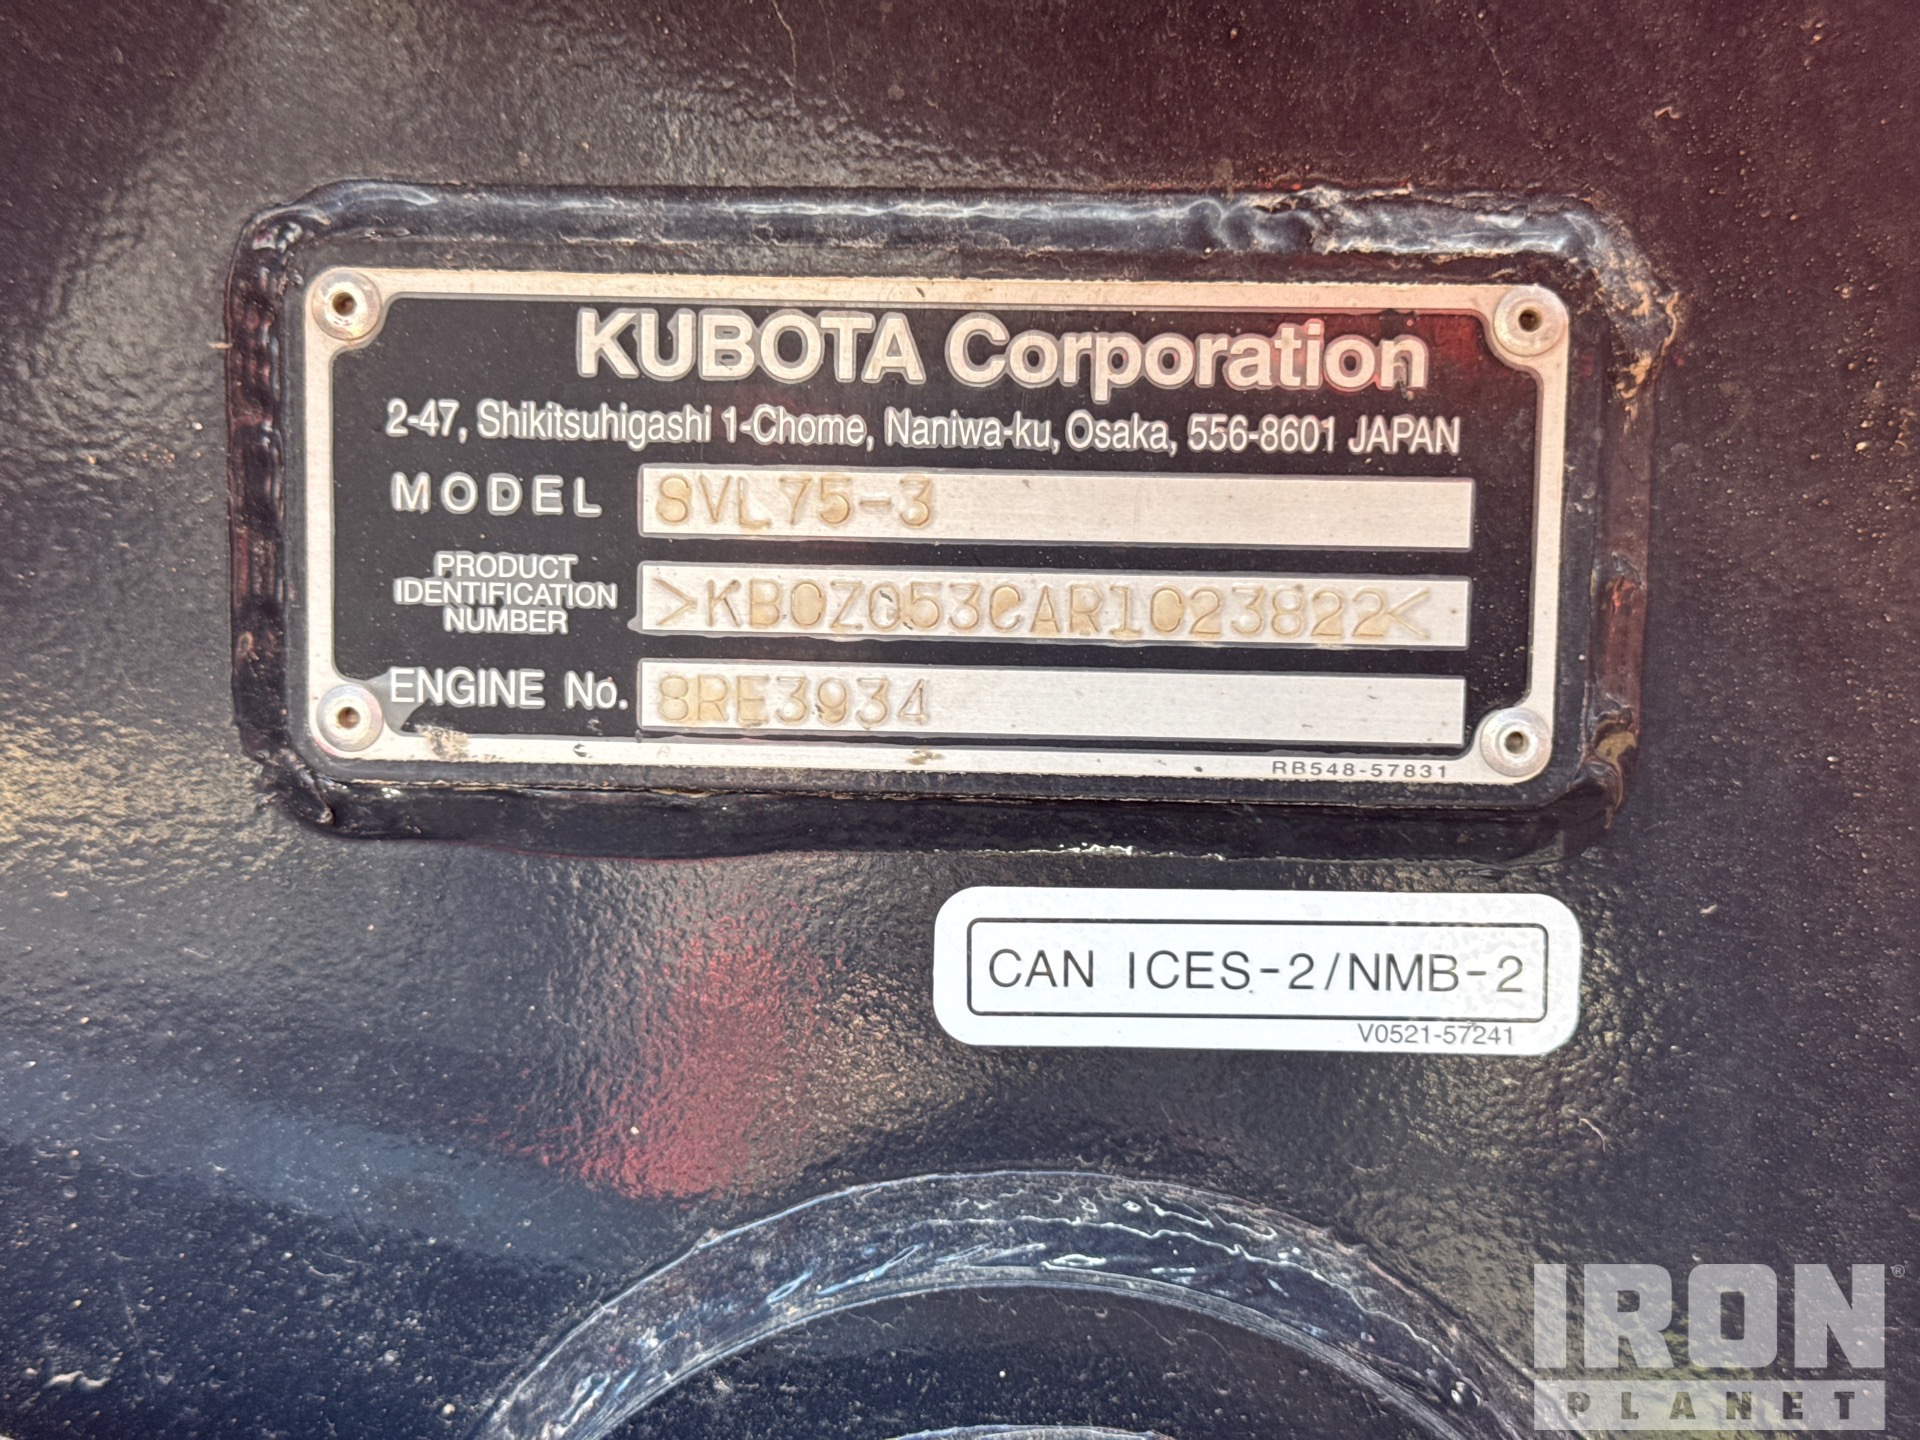 KUBOTA Corporation
2-47, Shikitsuhigashi 1-Chome, Naniwa-ku, Osaka, 556-8601 JAPAN
MODEL SVL75-3
PRODUCT
IDENTIFICATION
NUMBER >KBCZ053CAR1C23822<
ENGINE No. 8RE3934
RB548-57831
CAN ICES-2/NMB-2
V0521-57241
IRON®
PLANET